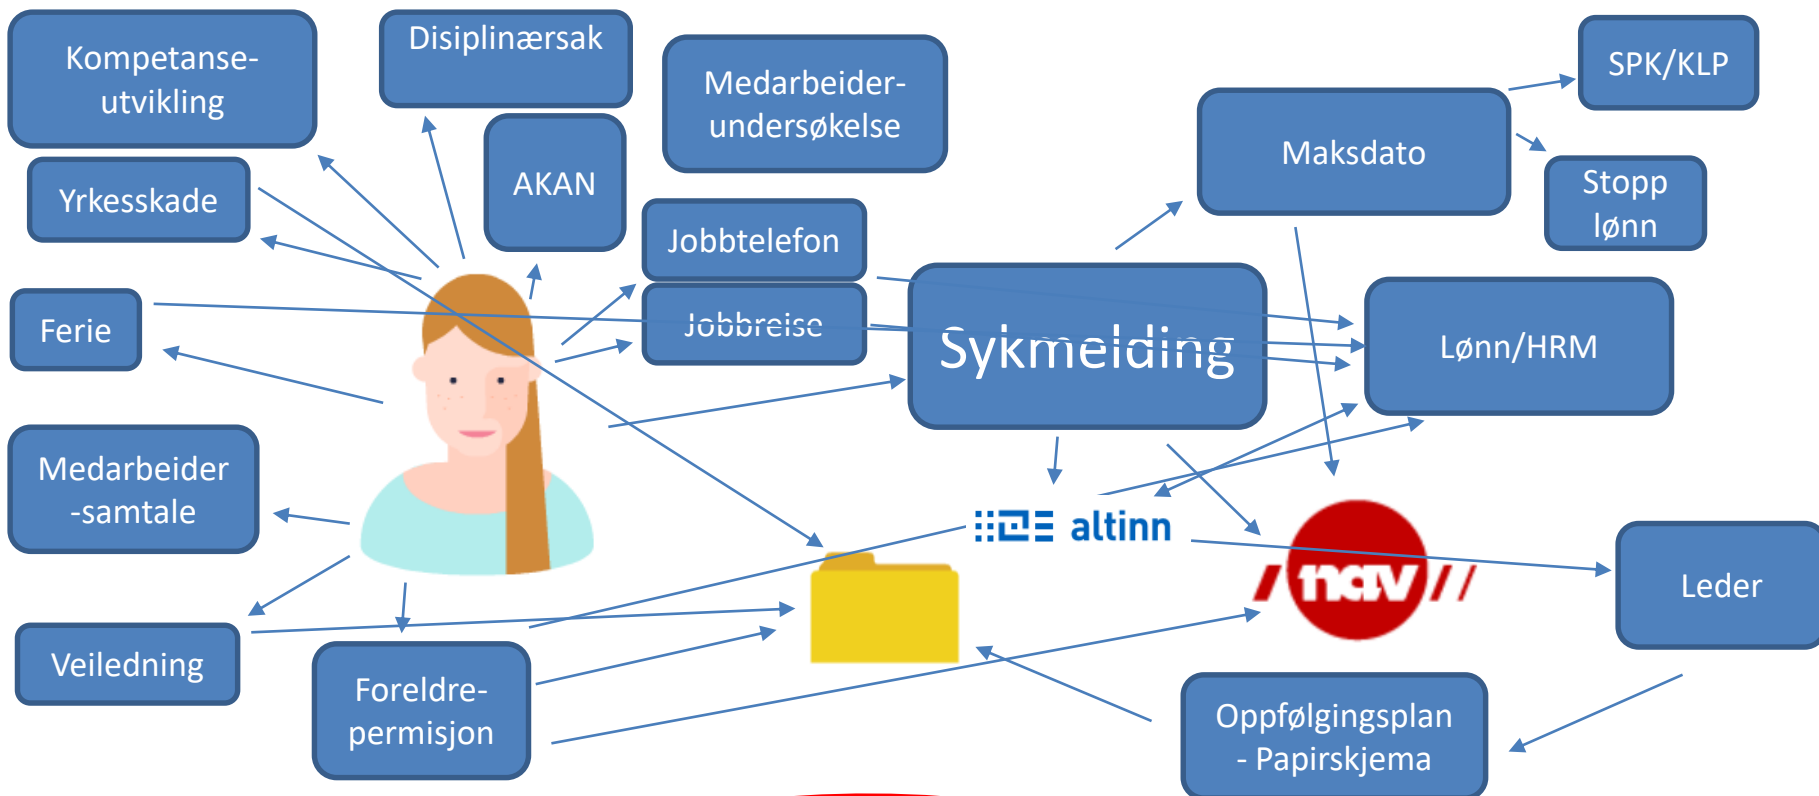 Kompetanse-
utvikling
Disiplinærsak
Medarbeider-
undersøkelse
SPK/KLP
Maksdato
Yrkesskade
AKAN
Stopp
lønn
Jobbtelefon
Ferie
Jobbreise
Sykmelding
Lønn/HRM
Medarbeider
-samtale
altinn
nav
Leder
Veiledning
Foreldre-
permisjon
Oppfølgingsplan
- Papirskjema